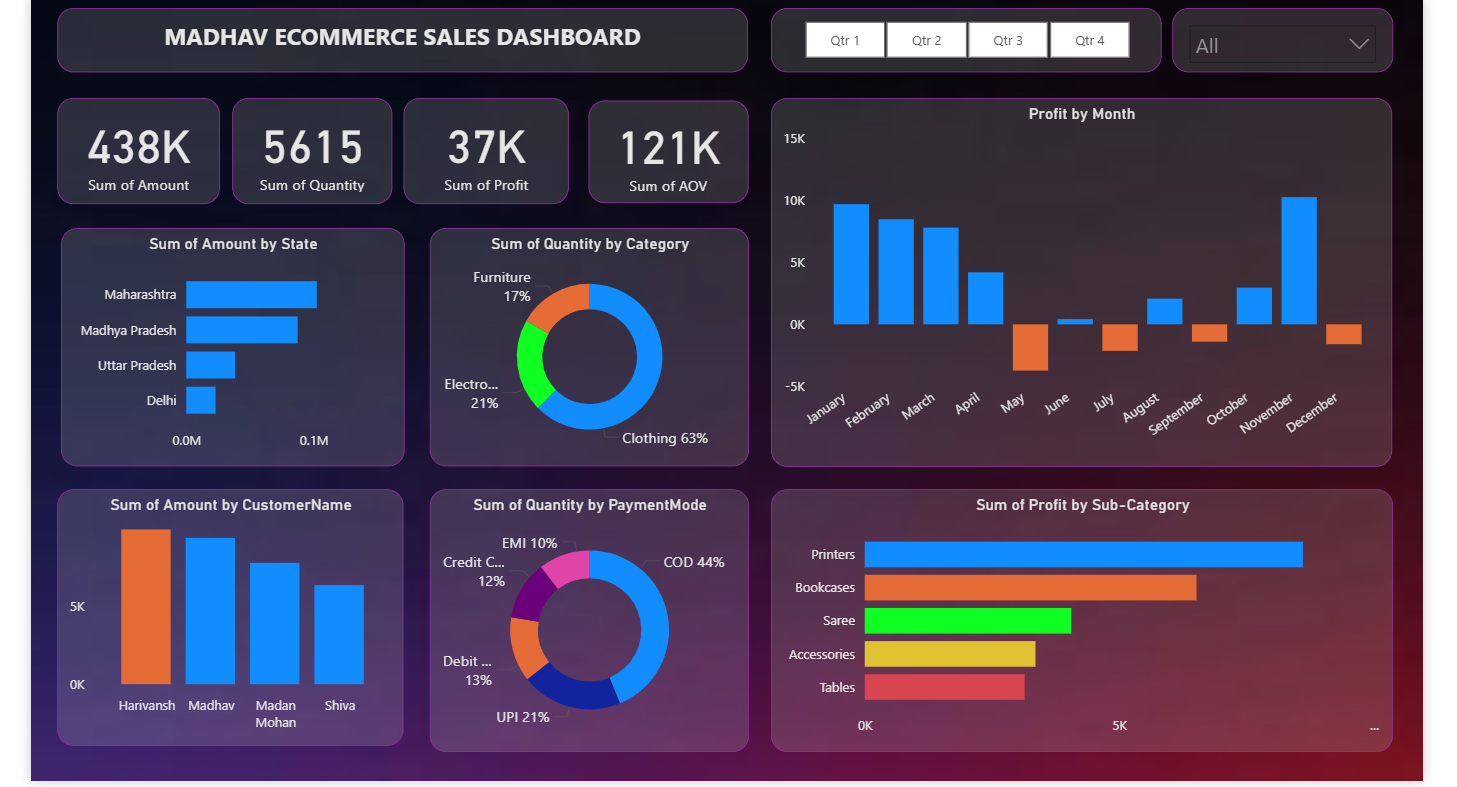 MADHAV ECOMMERCE SALES DASHBOARD
Qtr 1
Qtr 2
Qtr 3
Qtr 4
All
438K
Sum of Amount
5615
Sum of Quantity
37K
Sum of Profit
121K
Sum of AOV
Profit by Month
15K
10K
5K
0K
-5K
January
February
March
April
May
June
July
August
September
October
November
December
Sum of Amount by State
Maharashtra
Madhya Pradesh
Uttar Pradesh
Delhi
0.0M
0.1M
Sum of Quantity by Category
Furniture
17%
Electro...
21%
Clothing 63%
Sum of Amount by CustomerName
5K
0K
Harivansh
Madhav
Madan
Mohan
Shiva
Sum of Quantity by PaymentMode
EMI 10%
Credit C...
12%
COD 44%
Debit ...
13%
UPI 21%
Sum of Profit by Sub-Category
Printers
Bookcases
Saree
Accessories
Tables
0K
5K
...